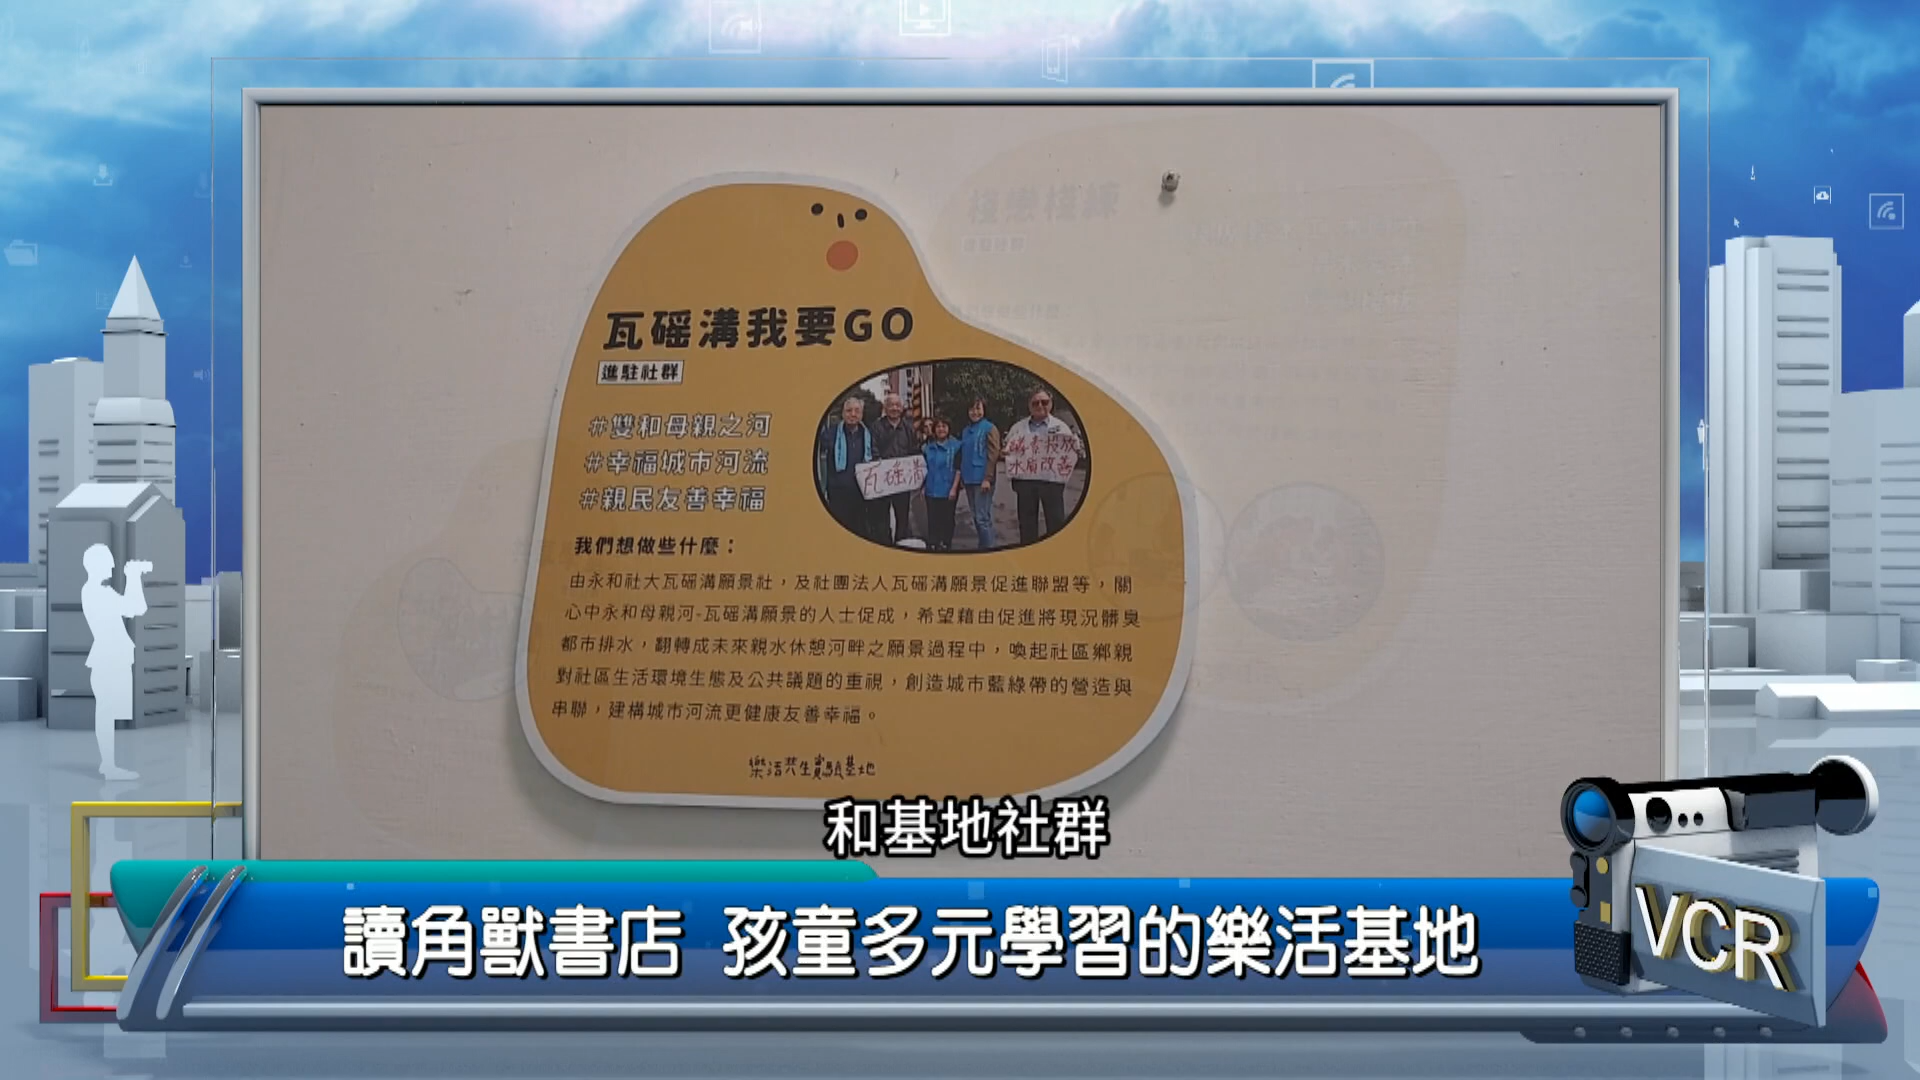 瓦磘溝我要GO
進駐社群
#雙和母親之河
#幸福城市河流
#親民友善幸福
瓦磘溝
酵素投放
水質改善
我們想做些什麼：
由永和社大瓦磘溝願景社，及社團法人瓦磘溝願景促進聯盟等，關
心中永和母親河-瓦磘溝願景的人士促成，希望藉由促進將現況髒臭
都市排水，翻轉成未來親水休憩河畔之願景過程中，喚起社區鄉親
對社區生活環境生態及公共議題的重視，創造城市藍綠帶的營造與
串聯，建構城市河流更健康友善幸福。
樂活共生實驗基地
和基地社群
讀角獸書店 孩童多元學習的樂活基地
VCR